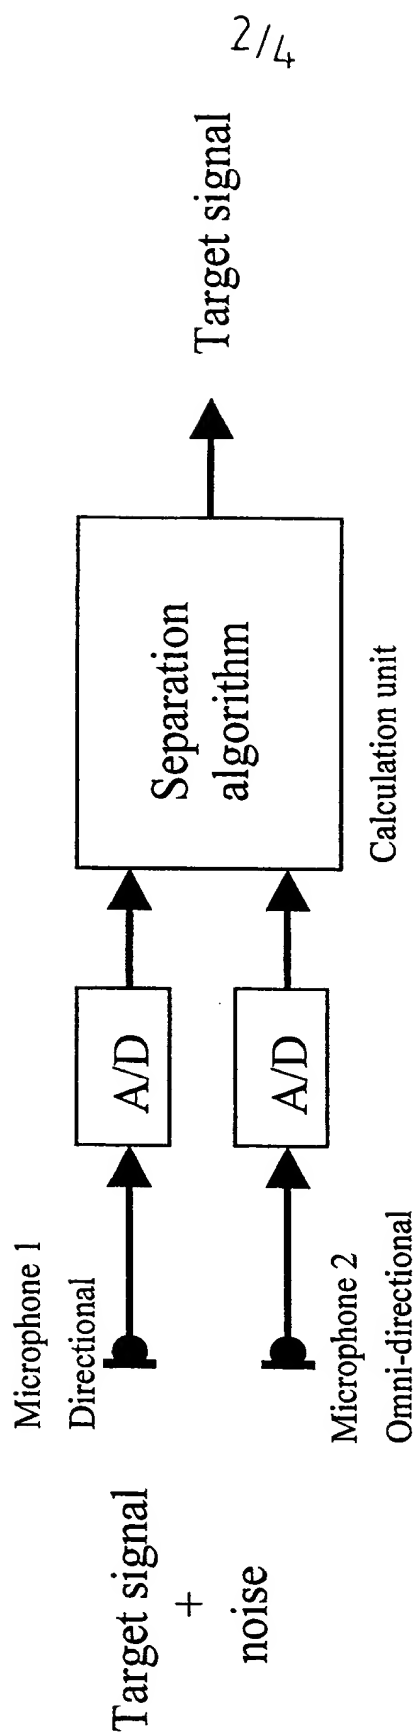 2/4
Target signal
+
noise
Microphone 1
Directional
Microphone 2
Omni-directional
A/D
A/D
Separation
algorithm
Calculation unit
Target signal